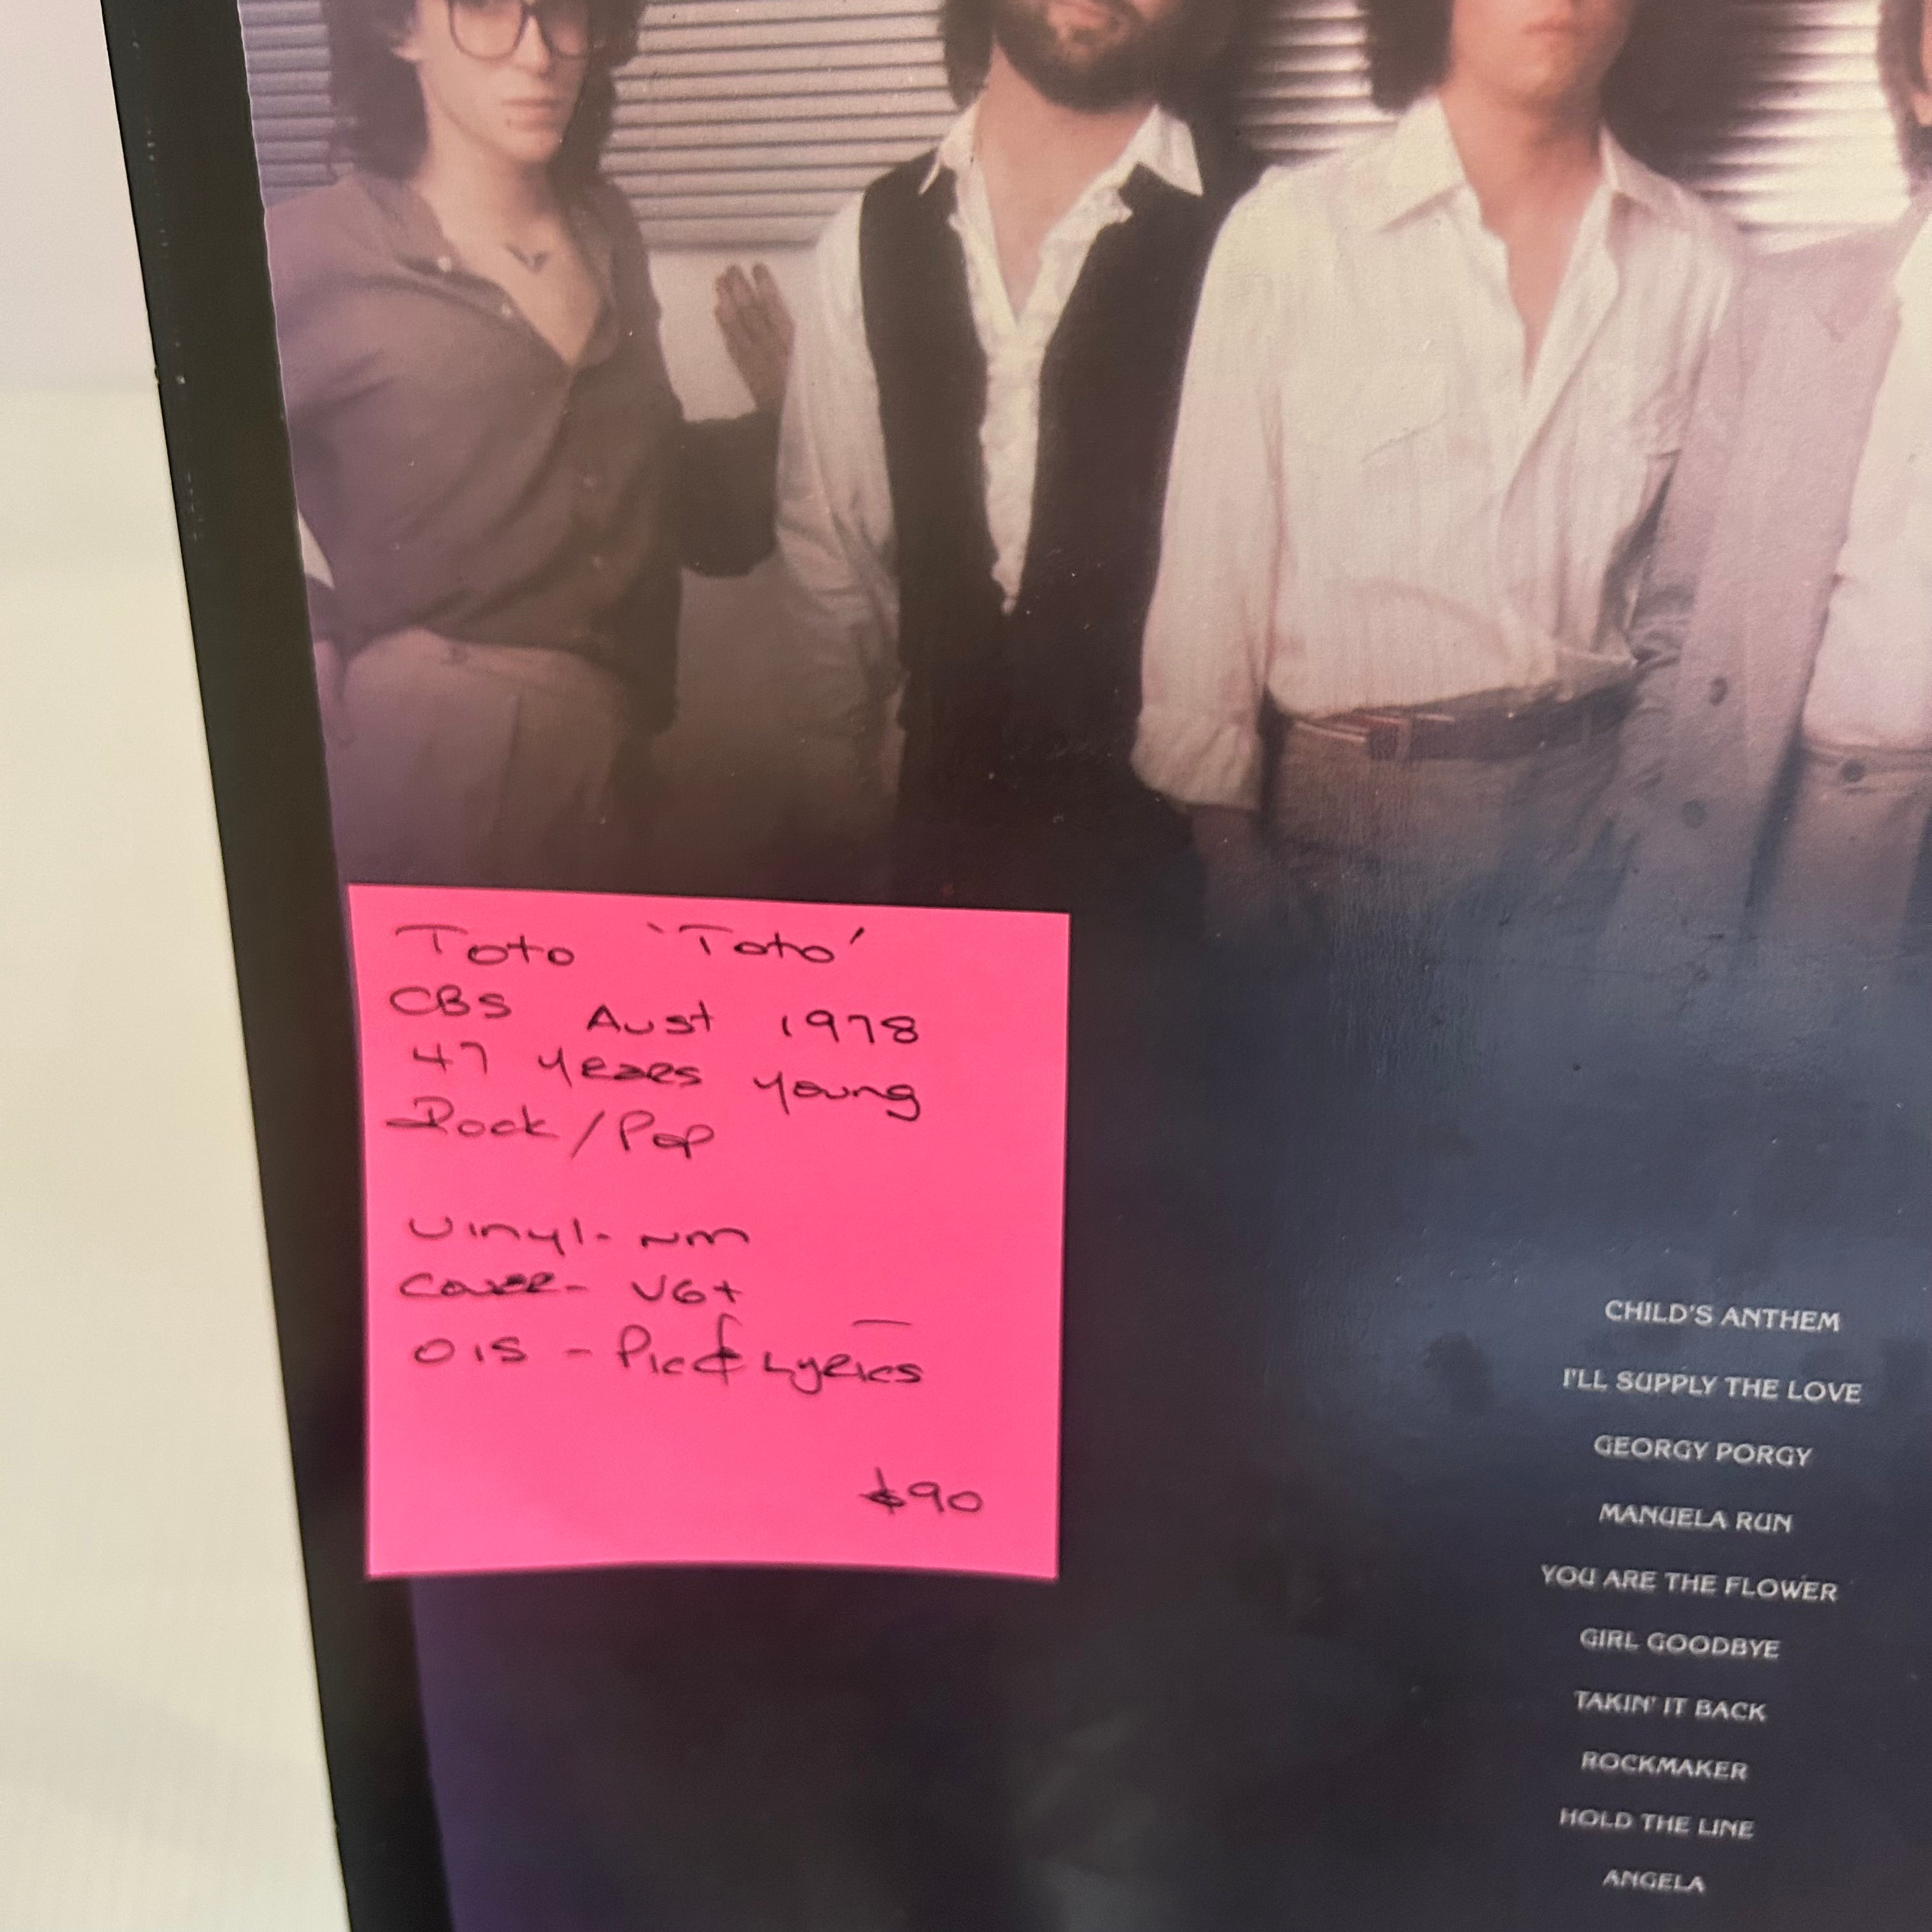 Toto 'Toto'
CBS Aust 1978
47 years young
Rock/Pop
Vinyl - NM
Cover - VG+
OIS - Pic & Lyrics
$90
CHILD'S ANTHEM
I'LL SUPPLY THE LOVE
GEORGY PORGY
MANUELA RUN
YOU ARE THE FLOWER
GIRL GOODBYE
TAKIN' IT BACK
ROCKMAKER
HOLD THE LINE
ANGELA